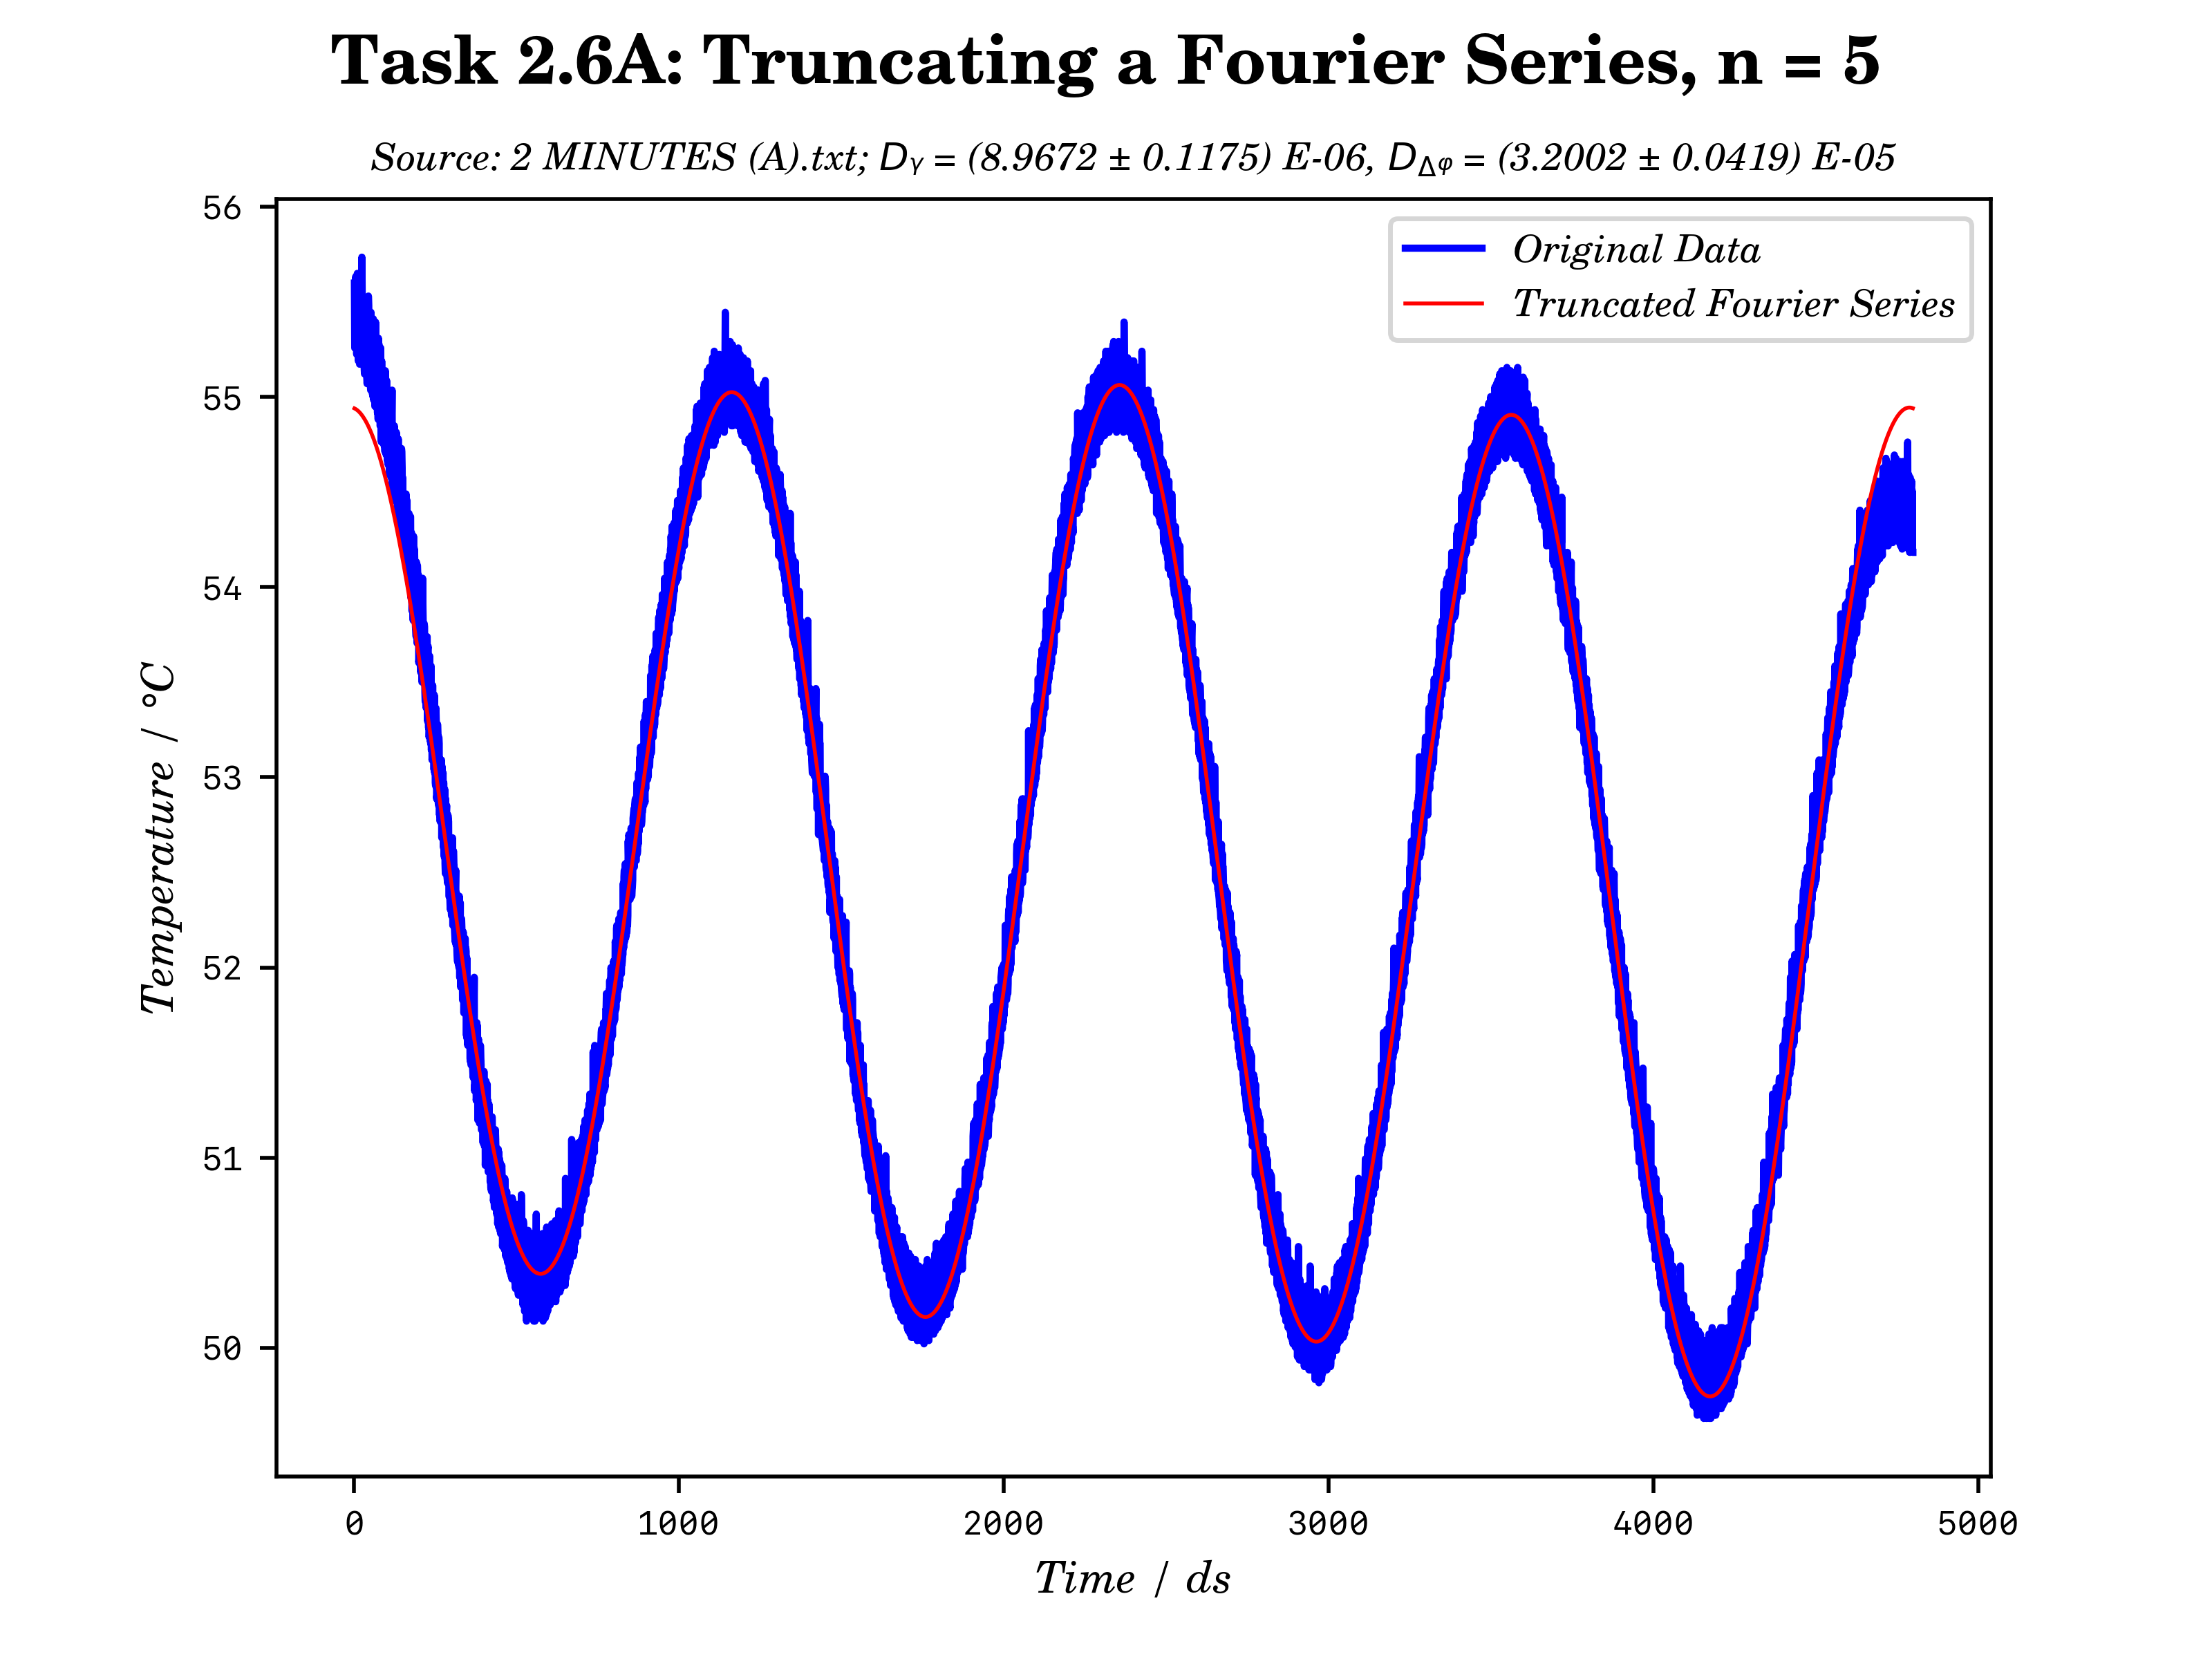 Task 2.6A: Truncating a Fourier Series, n = 5
Source: 2 MINUTES (A).txt; Dγ = (8.9672 ± 0.1175) E-06, DΔφ = (3.2002 ± 0.0419) E-05
Original Data
Truncated Fourier Series
Temperature / °C
56
55
54
53
52
51
50
0 1000 2000 3000 4000 5000
Time / ds